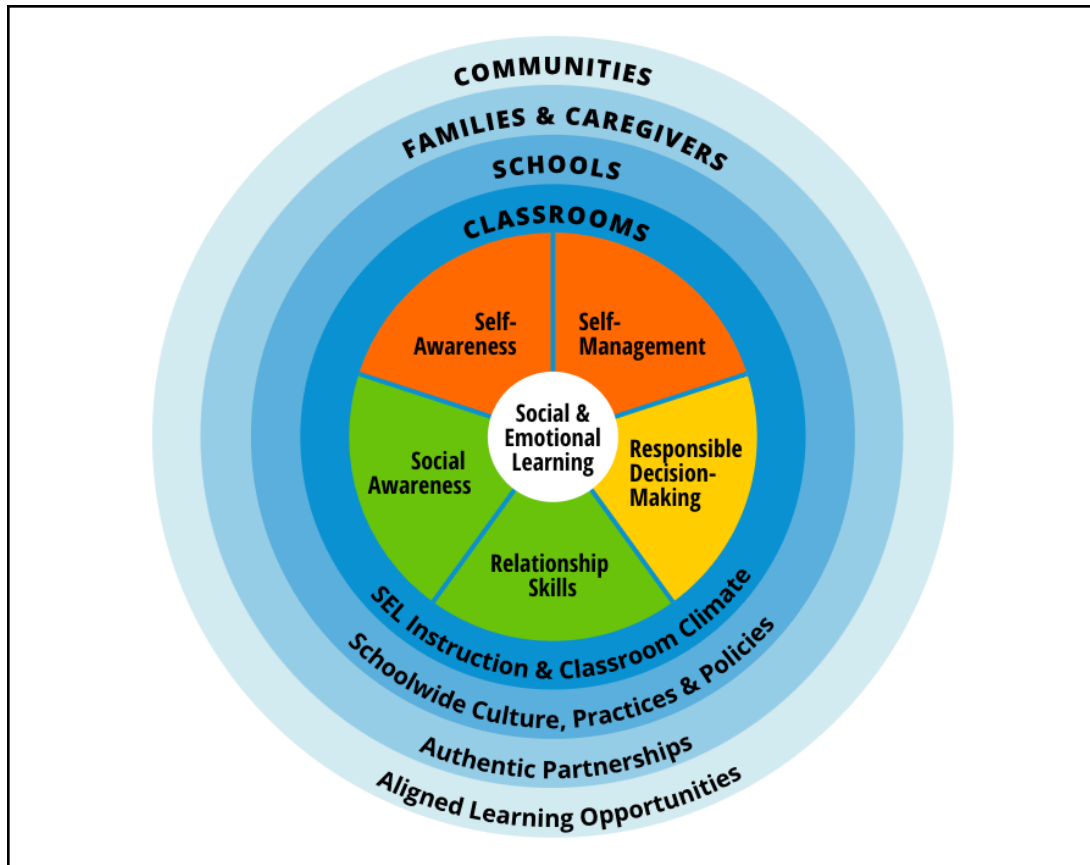 COMMUNITIES
FAMILIES & CAREGIVERS
SCHOOLS
CLASSROOMS
Self-
Awareness
Self-
Management
Social &
Emotional
Learning
Social
Awareness
Responsible
Decision-
Making
Relationship
Skills
SEL Instruction & Classroom Climate
Schoolwide Culture, Practices & Policies
Authentic Partnerships
Aligned Learning Opportunities